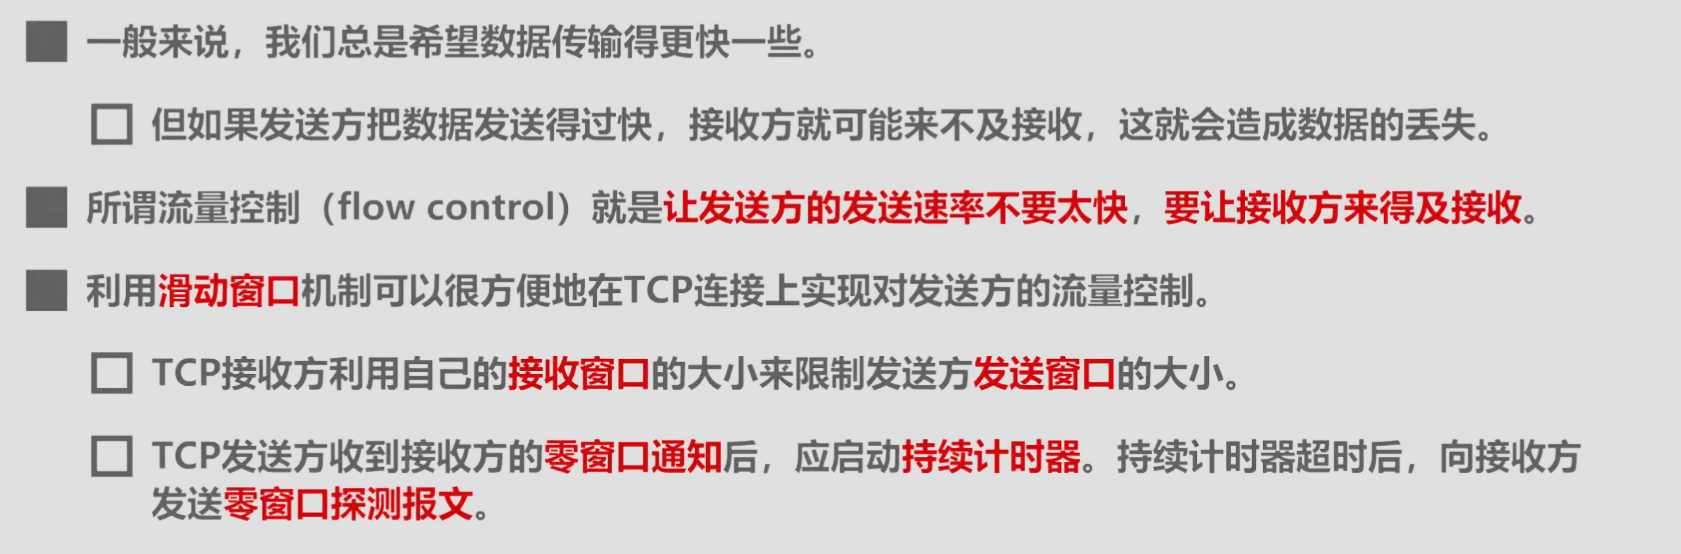 一般来说，我们总是希望数据传输得更快一些。
但如果发送方把数据发送得过快，接收方就可能来不及接收，这就会造成数据的丢失。
所谓流量控制（flow control）就是让发送方的发送速率不要太快，要让接收方来得及接收。
利用滑动窗口机制可以很方便地在TCP连接上实现对发送方的流量控制。
TCP接收方利用自己的接收窗口的大小来限制发送方发送窗口的大小。
TCP发送方收到接收方的零窗口通知后，应启动持续计时器。持续计时器超时后，向接收方
发送零窗口探测报文。